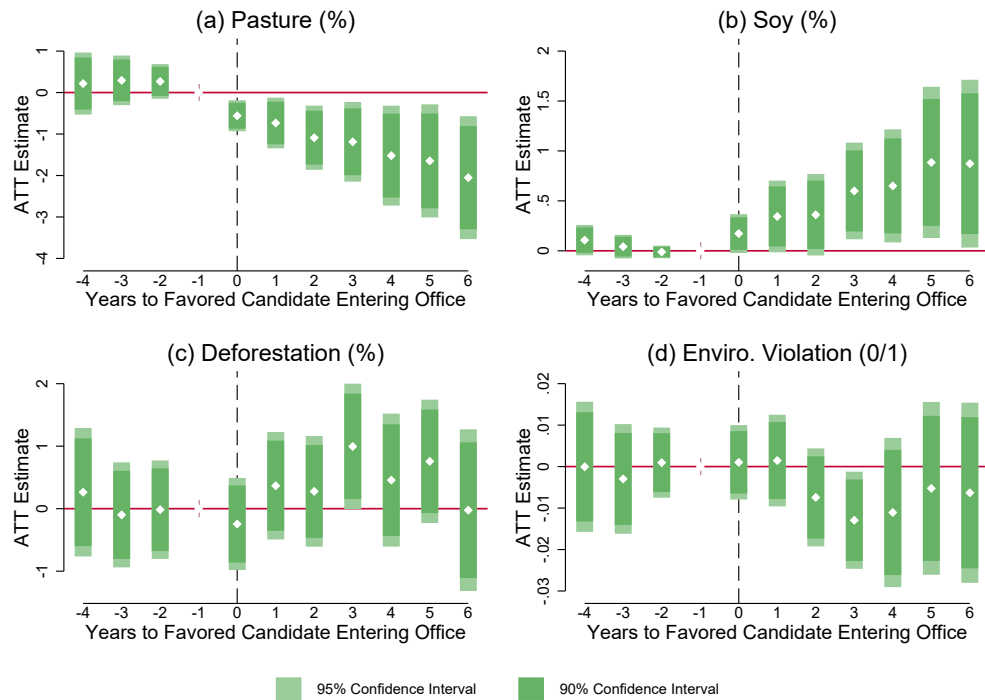 (a) Pasture (%)
ATT Estimate
1
0
-1
-2
-3
-4
-4 -3 -2 -1 0 1 2 3 4 5 6
Years to Favored Candidate Entering Office
(b) Soy (%)
ATT Estimate
2
1.5
1
.5
0
-4 -3 -2 -1 0 1 2 3 4 5 6
Years to Favored Candidate Entering Office
(c) Deforestation (%)
ATT Estimate
2
1
0
-1
-4 -3 -2 -1 0 1 2 3 4 5 6
Years to Favored Candidate Entering Office
(d) Enviro. Violation (0/1)
ATT Estimate
.02
.01
0
-.01
-.02
-.03
-4 -3 -2 -1 0 1 2 3 4 5 6
Years to Favored Candidate Entering Office
95% Confidence Interval 90% Confidence Interval